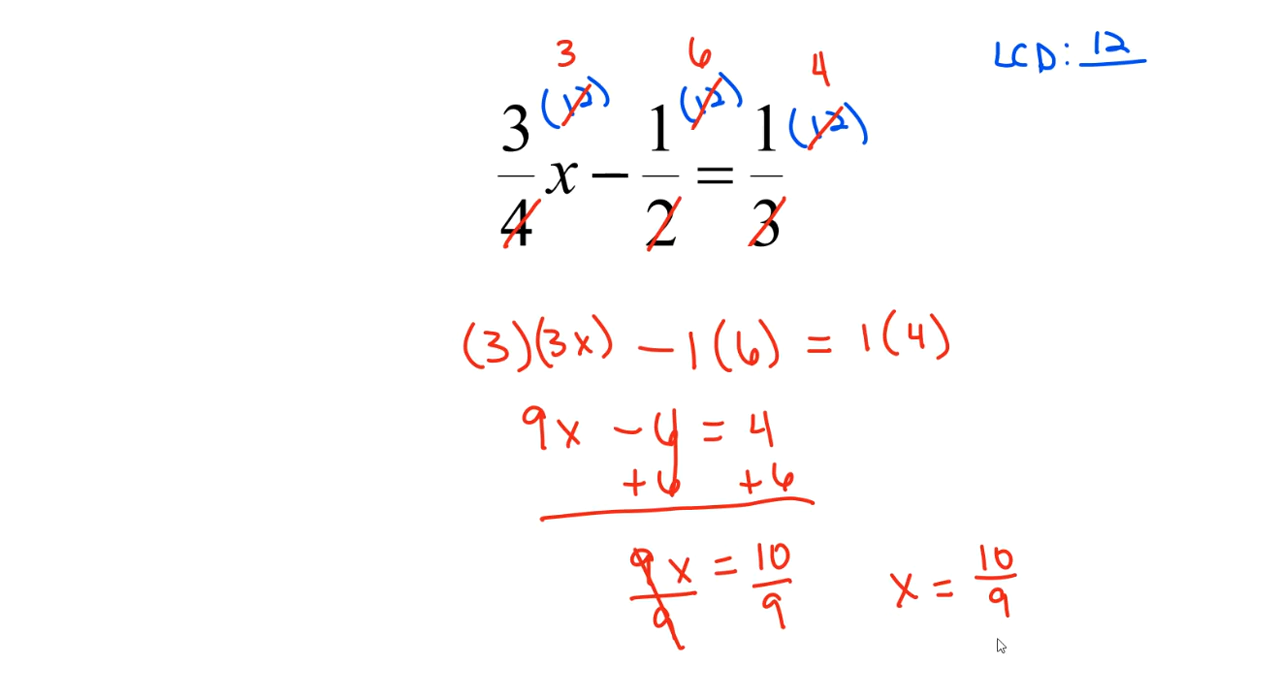 LCD: 12
3 6 4
3/4 (12) x − 1/2 (12) = 1/3 (12)
(3)(3x) − 1(6) = 1(4)
9x − 6 = 4
+6 +6
9x/9 = 10/9 x = 10/9